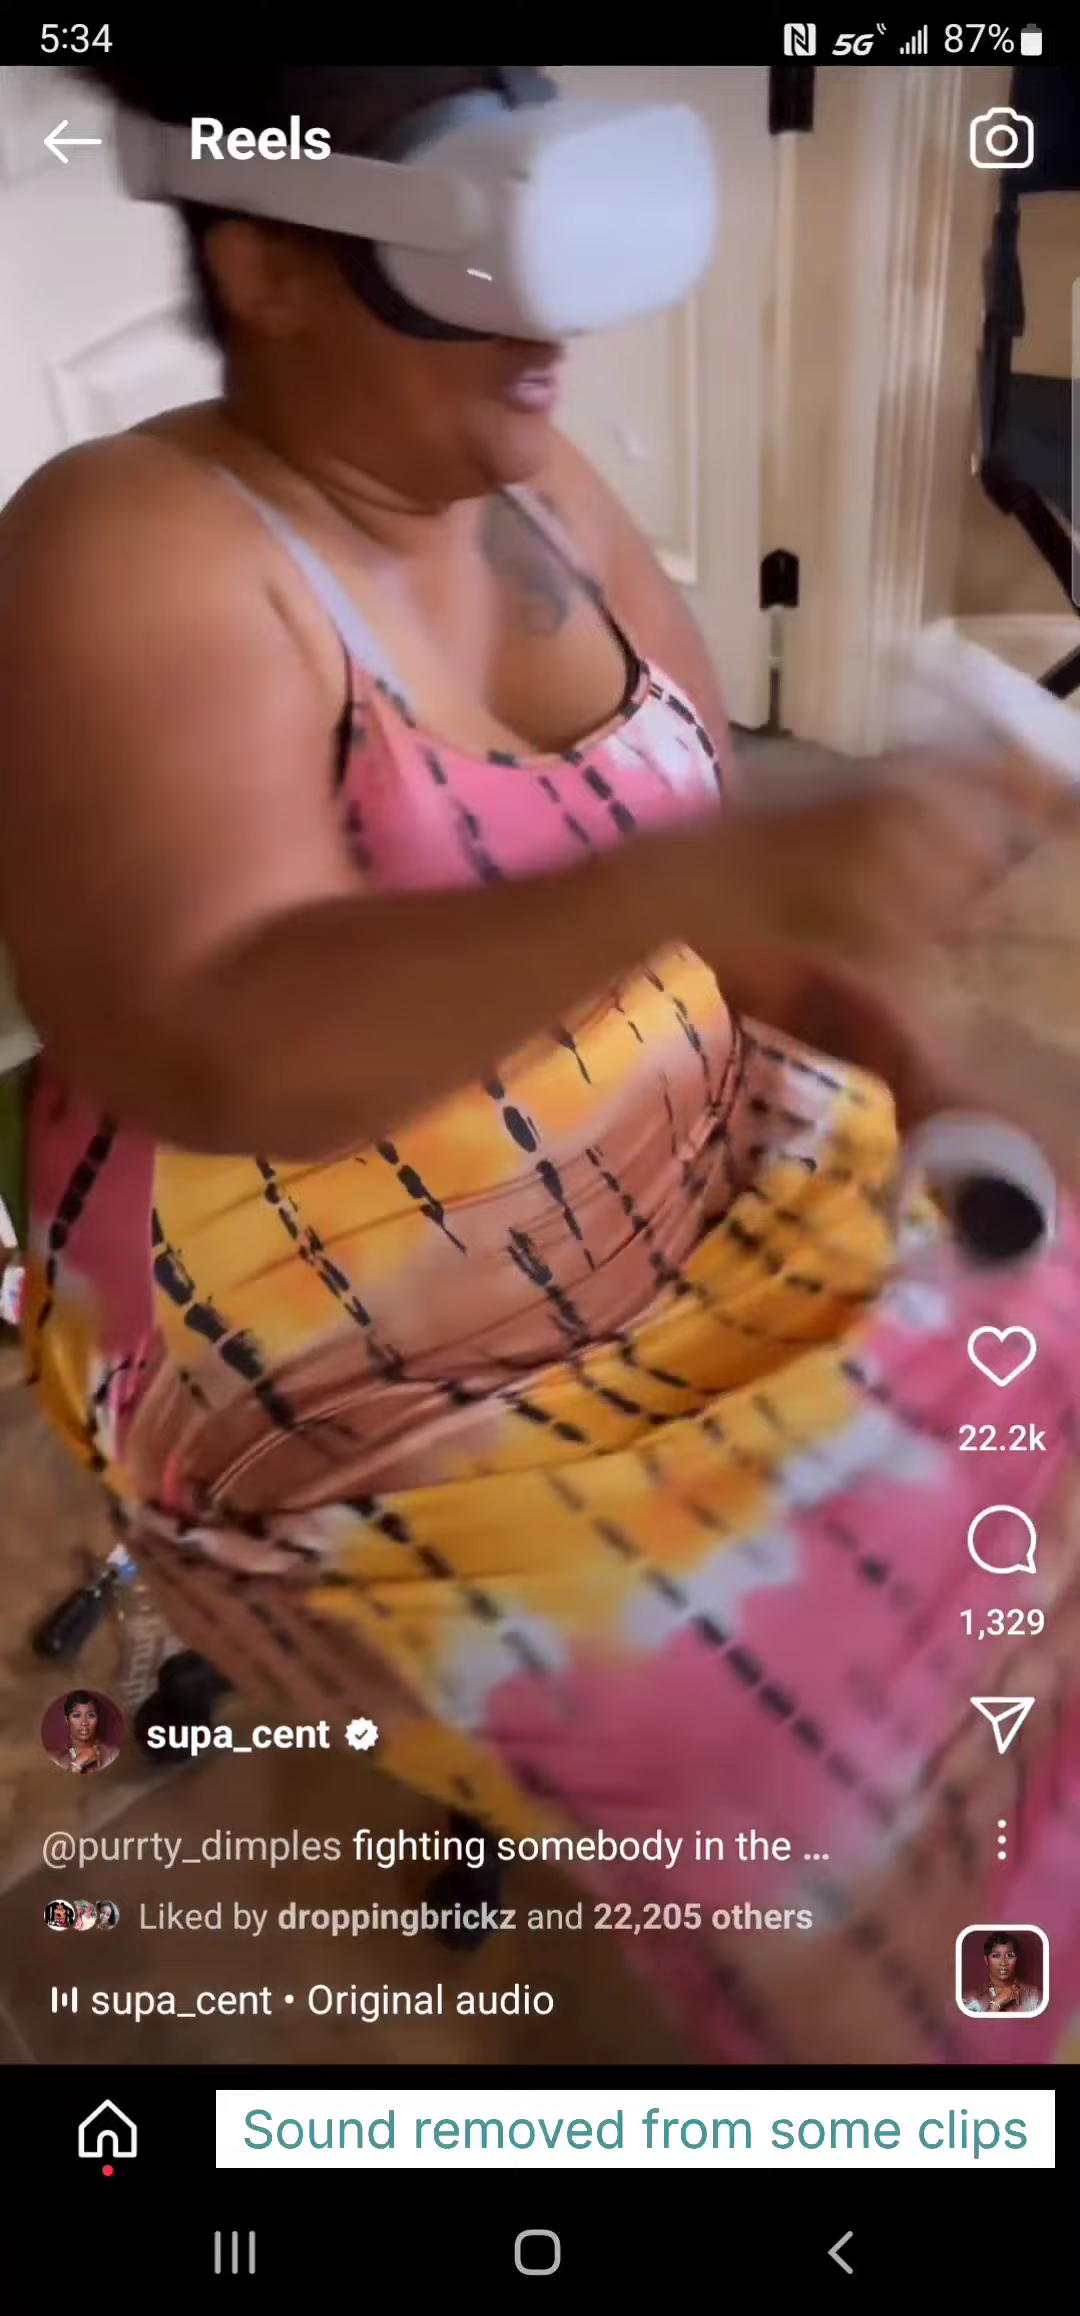 5:34
5G 87%
Reels
22.2k
1,329
supa_cent
@purrty_dimples fighting somebody in the ...
Liked by droppingbrickz and 22,205 others
supa_cent • Original audio
Sound removed from some clips